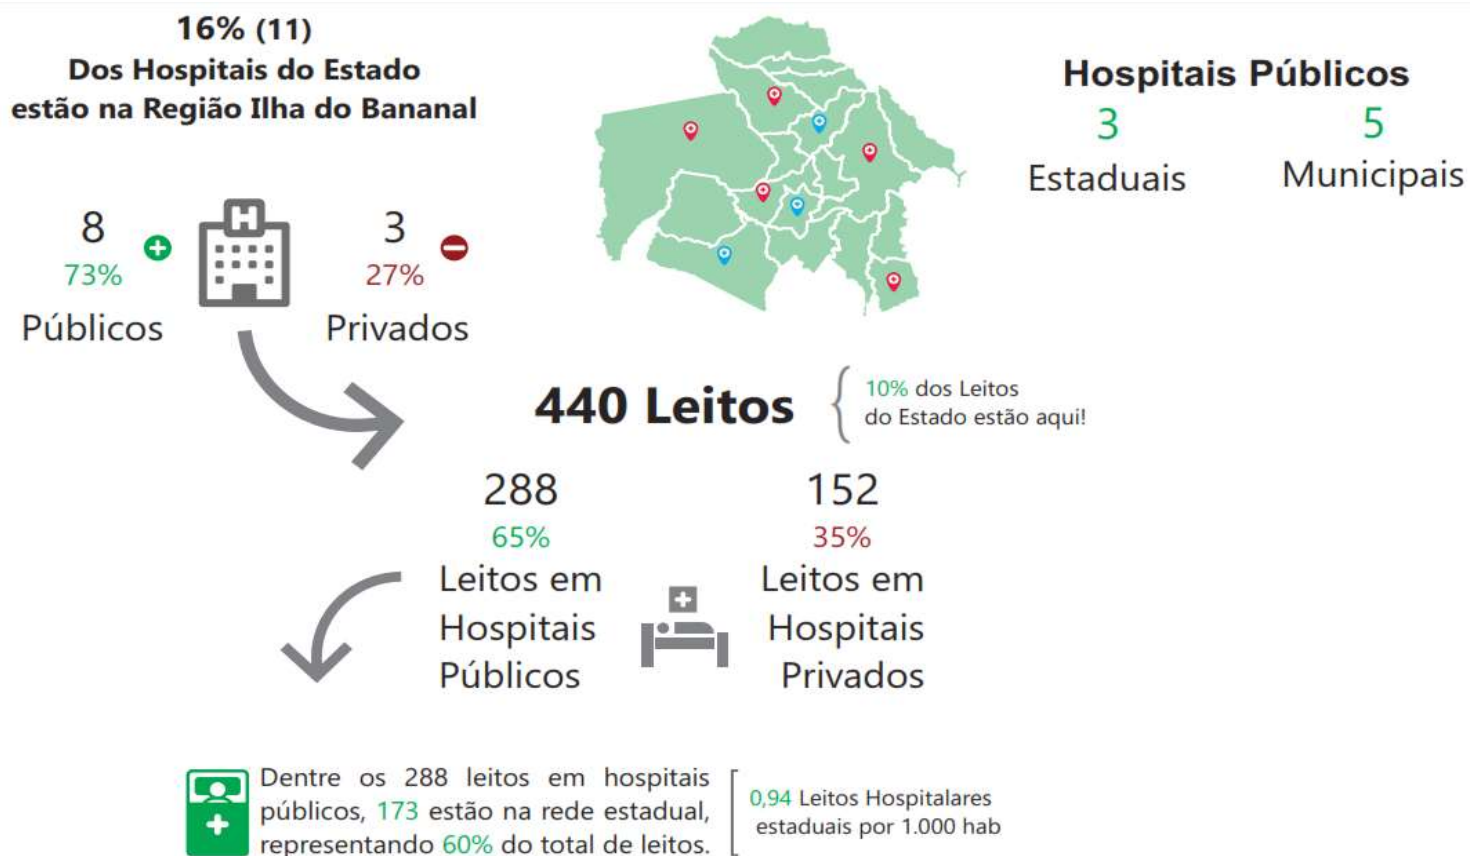 16% (11)
Dos Hospitais do Estado
estão na Região Ilha do Bananal
Hospitais Públicos
3
Estaduais
5
Municipais
8
73%
Públicos
H
3
27%
Privados
440 Leitos
10% dos Leitos
do Estado estão aqui!
288
65%
Leitos em
Hospitais
Públicos
152
35%
Leitos em
Hospitais
Privados
Dentre os 288 leitos em hospitais
públicos, 173 estão na rede estadual,
representando 60% do total de leitos.
0,94 Leitos Hospitalares
estaduais por 1.000 hab